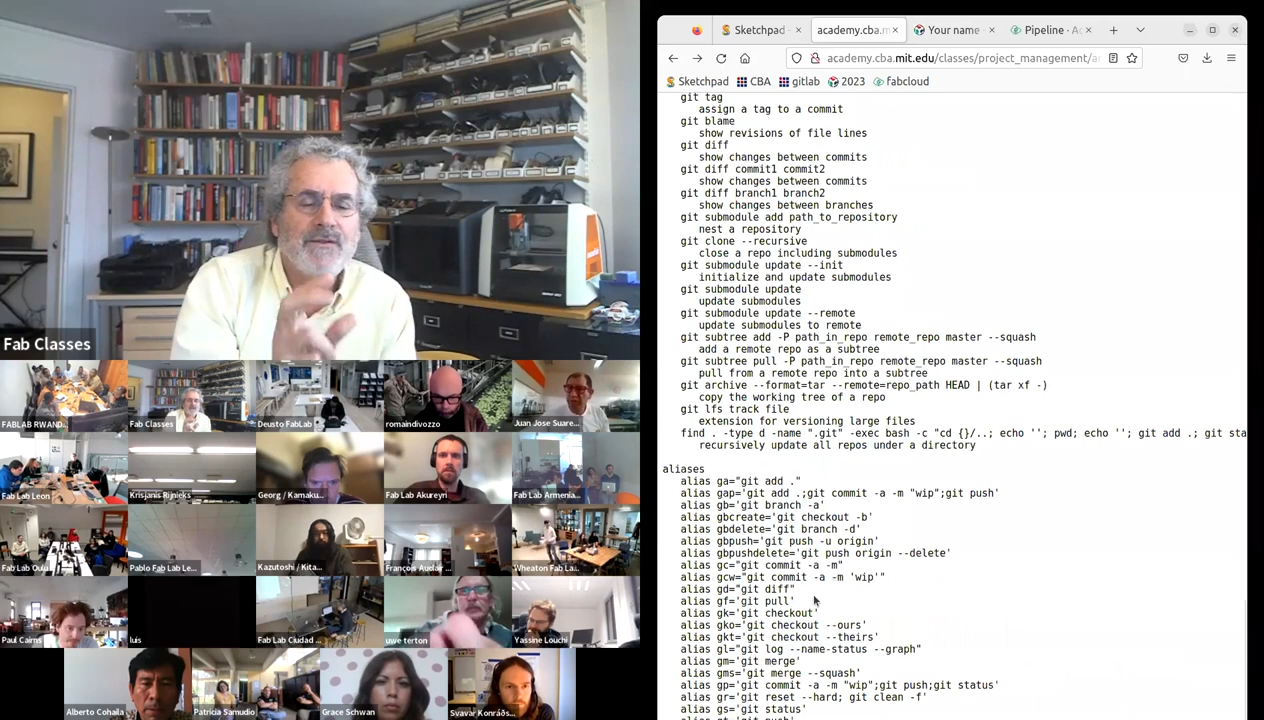 Fab Classes
FABLAB RWAND...
Fab Classes
Deusto FabLab
romaindivozzo
Juan Jose Suare...
Fab Lab Leon
Krisjanis Rijnieks
Georg / Kamaku...
Fab Lab Akureyri
Fab Lab Armenia...
Fab Lab Oulu
Pablo Fab Lab Le...
Kazutoshi / Kita...
François Auclair ...
Wheaton Fab La...
Paul Cairns
luis
Fab Lab Ciudad ...
uwe terton
Yassine Louchi
Alberto Cohaila
Patricia Samudio
Grace Schwan
Svavar Konráðs...
Sketchpad
academy.cba.m
Your name
Pipeline · Ac
academy.cba.mit.edu/classes/project_management/ar
Sketchpad
CBA
gitlab
2023
fabcloud
git tag
assign a tag to a commit
git blame
show revisions of file lines
git diff
show changes between commits
git diff commit1 commit2
show changes between commits
git diff branch1 branch2
show changes between branches
git submodule add path_to_repository
nest a repository
git clone --recursive
close a repo including submodules
git submodule update --init
initialize and update submodules
git submodule update
update submodules
git submodule update --remote
update submodules to remote
git subtree add -P path_in_repo remote_repo master --squash
add a remote repo as a subtree
git subtree pull -P path_in_repo remote_repo master --squash
pull from a remote repo into a subtree
git archive --format=tar --remote=repo_path HEAD | (tar xf -)
copy the working tree of a repo
git lfs track file
extension for versioning large files
find . -type d -name ".git" -exec bash -c "cd {}/..; echo ''; pwd; echo ''; git add .; git sta
recursively update all repos under a directory
aliases
alias ga="git add ."
alias gap='git add .;git commit -a -m "wip";git push'
alias gb='git branch -a'
alias gbcreate='git checkout -b'
alias gbdelete='git branch -d'
alias gbpush='git push -u origin'
alias gbpushdelete='git push origin --delete'
alias gc="git commit -a -m"
alias gcw="git commit -a -m 'wip'"
alias gd="git diff"
alias gf='git pull'
alias gk='git checkout'
alias gko='git checkout --ours'
alias gkt='git checkout --theirs'
alias gl="git log --name-status --graph"
alias gm='git merge'
alias gms='git merge --squash'
alias gp='git commit -a -m "wip";git push;git status'
alias gr='git reset --hard; git clean -f'
alias gs='git status'